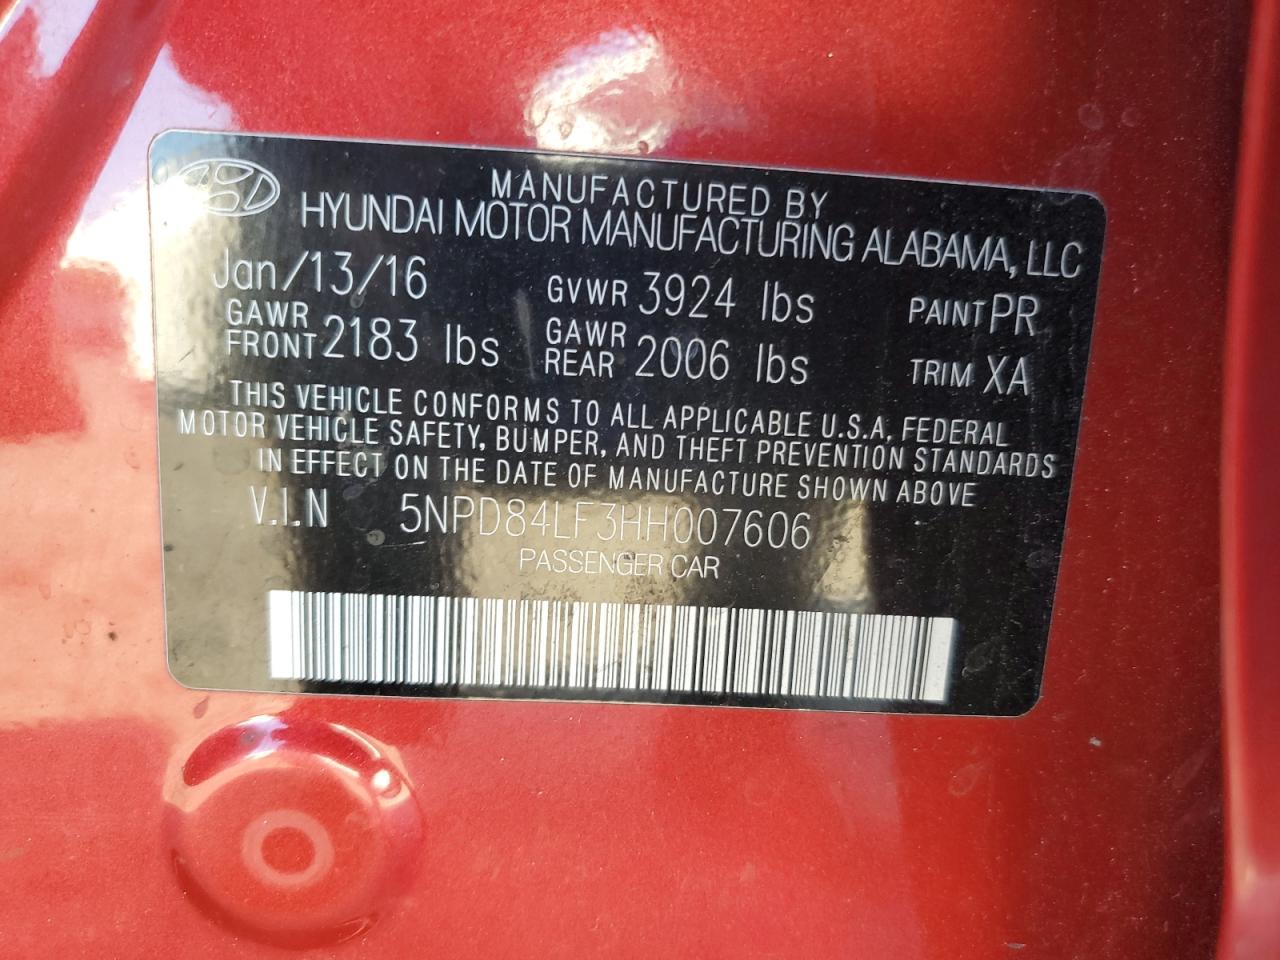 MANUFACTURED BY
HYUNDAI MOTOR MANUFACTURING ALABAMA, LLC
Jan/13/16 GVWR 3924 lbs PAINT PR
GAWR FRONT 2183 lbs GAWR REAR 2006 lbs TRIM XA
THIS VEHICLE CONFORMS TO ALL APPLICABLE U.S.A. FEDERAL
MOTOR VEHICLE SAFETY, BUMPER, AND THEFT PREVENTION STANDARDS
IN EFFECT ON THE DATE OF MANUFACTURE SHOWN ABOVE
V.I.N 5NPD84LF3HH007606
PASSENGER CAR